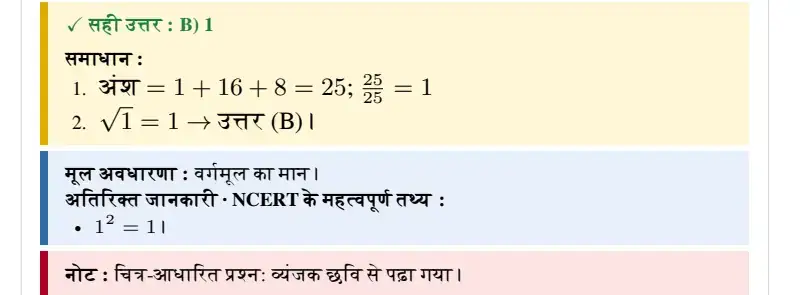 ✓ सही उत्तर : B) 1
समाधान :
1. अंश = 1 + 16 + 8 = 25; 25/25 = 1
2. √1 = 1 → उत्तर (B)।
मूल अवधारणा : वर्गमूल का मान।
अतिरिक्त जानकारी · NCERT के महत्वपूर्ण तथ्य :
• 1² = 1।
नोट : चित्र-आधारित प्रश्न: व्यंजक छवि से पढ़ा गया।